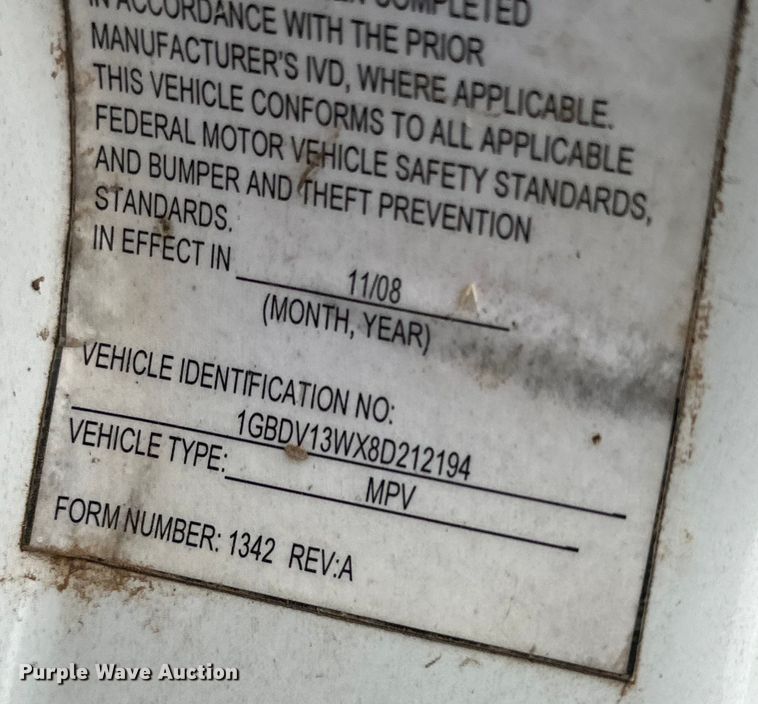 COMPLETED
IN ACCORDANCE WITH THE PRIOR
MANUFACTURER'S IVD, WHERE APPLICABLE.
THIS VEHICLE CONFORMS TO ALL APPLICABLE
FEDERAL MOTOR VEHICLE SAFETY STANDARDS,
AND BUMPER AND THEFT PREVENTION
STANDARDS.
IN EFFECT IN 11/08
(MONTH, YEAR)
VEHICLE IDENTIFICATION NO:
1GBDV13WX8D212194
VEHICLE TYPE: MPV
FORM NUMBER: 1342 REV:A
Purple Wave Auction